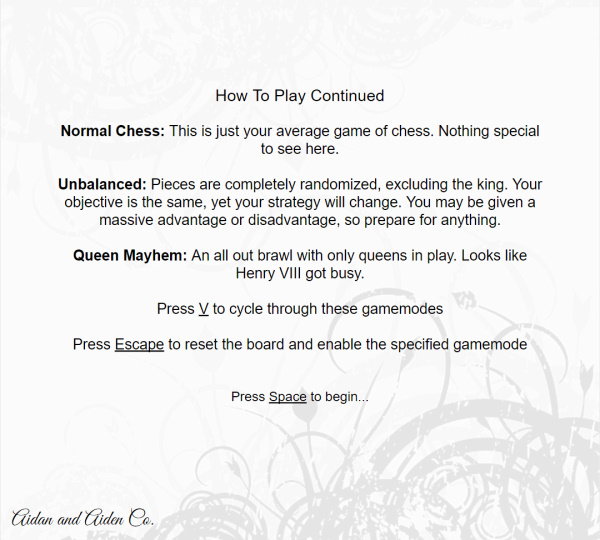 How To Play Continued
Normal Chess: This is just your average game of chess. Nothing special
to see here.
Unbalanced: Pieces are completely randomized, excluding the king. Your
objective is the same, yet your strategy will change. You may be given a
massive advantage or disadvantage, so prepare for anything.
Queen Mayhem: An all out brawl with only queens in play. Looks like
Henry VIII got busy.
Press V to cycle through these gamemodes
Press Escape to reset the board and enable the specified gamemode
Press Space to begin...
Aidan and Aiden Co.